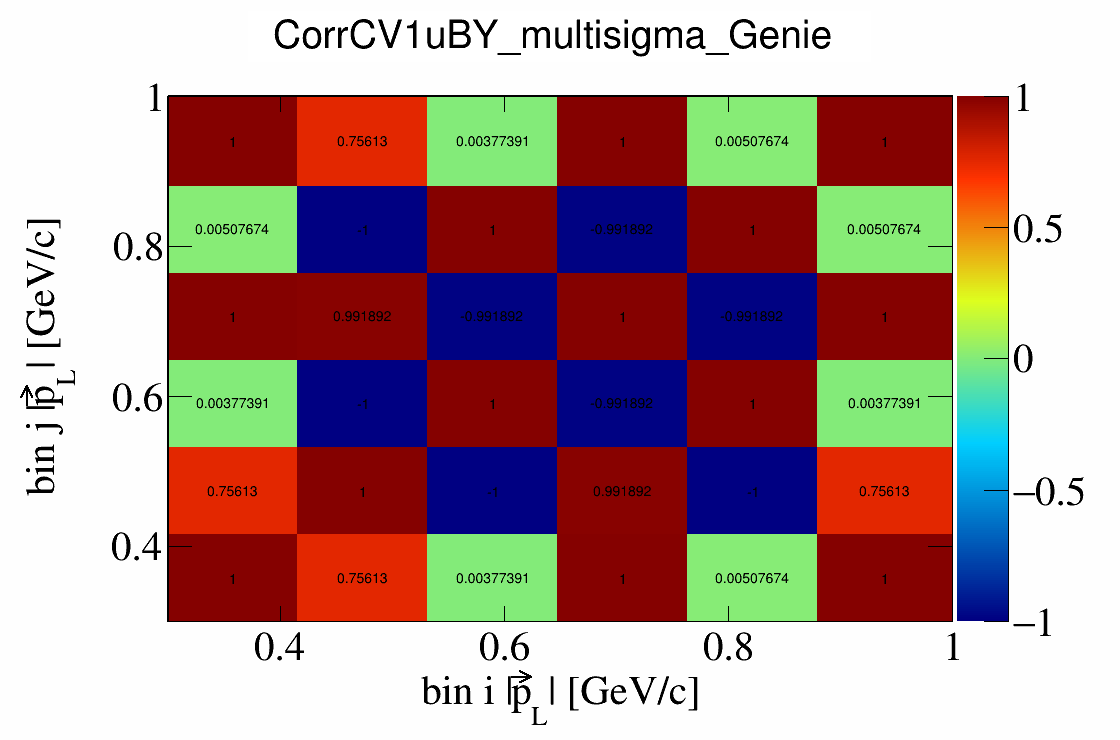 CorrCV1uBY_multisigma_Genie
1
0.8
0.6
0.4
bin j |p⃗_L| [GeV/c]
1 0.75613 0.00377391 1 0.00507674 1
0.00507674 -1 1 -0.991892 1 0.00507674
1 0.991892 -0.991892 1 -0.991892 1
0.00377391 -1 1 -0.991892 1 0.00377391
0.75613 1 -1 0.991892 -1 0.75613
1 0.75613 0.00377391 1 0.00507674 1
1
0.5
0
−0.5
−1
0.4 0.6 0.8 1
bin i |p⃗_L| [GeV/c]